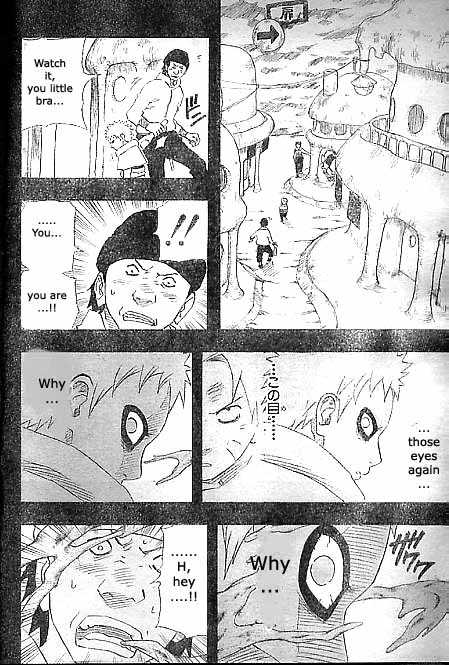 Watch
it,
you little
bra...
.....
You...
!!
you are
...!!
Why
...
...この目
......
...
those
eyes
again
...
......
H,
hey
....!!
Why
...